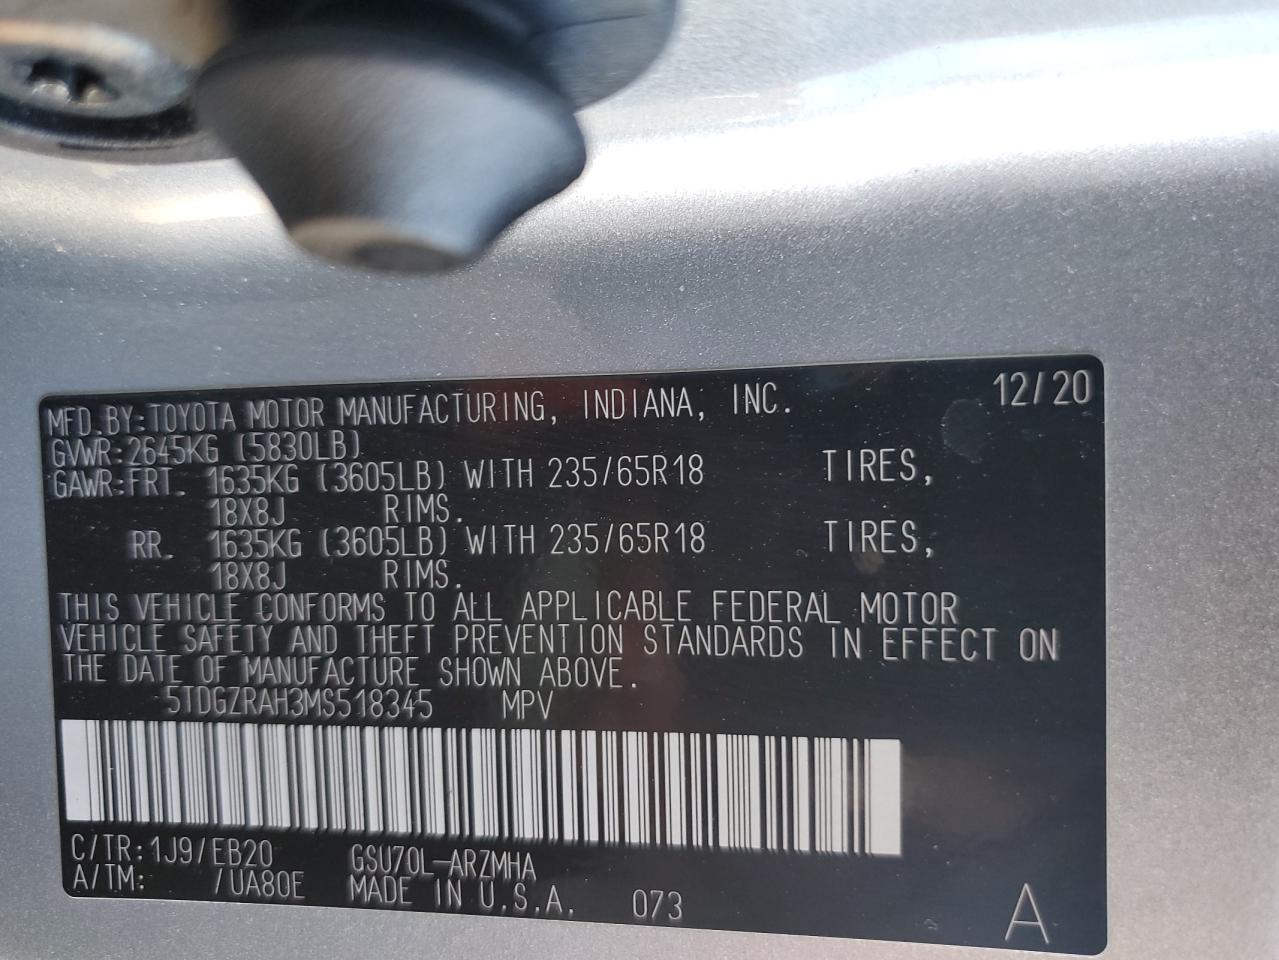 12/20
MFD.BY:TOYOTA MOTOR MANUFACTURING, INDIANA, INC.
GVWR:2645KG (5830LB)
GAWR:FRT. 1635KG (3605LB) WITH 235/65R18 TIRES,
18X8J RIMS.
RR. 1635KG (3605LB) WITH 235/65R18 TIRES,
18X8J RIMS.
THIS VEHICLE CONFORMS TO ALL APPLICABLE FEDERAL MOTOR
VEHICLE SAFETY AND THEFT PREVENTION STANDARDS IN EFFECT ON
THE DATE OF MANUFACTURE SHOWN ABOVE.
5TDGZRAH3MS518345 MPV
C/TR:1J9/EB20 GSU70L-ARZMHA
A/TM: /UA80E MADE IN U.S.A. 073
A